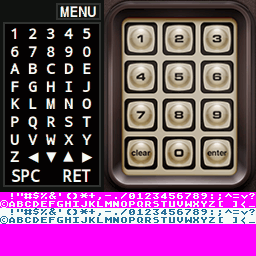 MENU
1 2 3 4 5
6 7 8 9 0
A B C D E
F G H I J
K L M N O
P Q R S T
U V W X Y
Z ◄ ▼ ▲ ►
SPC RET
1 2 3
4 5 6
7 8 9
clear 0 enter
!"#$%&'()*+,-./0123456789:;^=v?
©ABCDEFGHIJKLMNOPQRSTUVWXYZ[ ]<_
!"#$%&'()*+,-./0123456789:;^=v?
©ABCDEFGHIJKLMNOPQRSTUVWXYZ[ ]<_